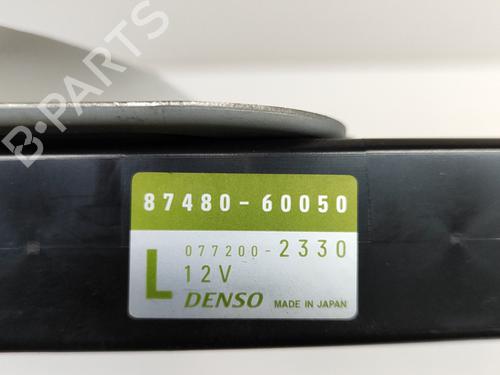 B-PARTS
87480-60050
077200-2330
L 12V
DENSO MADE IN JAPAN